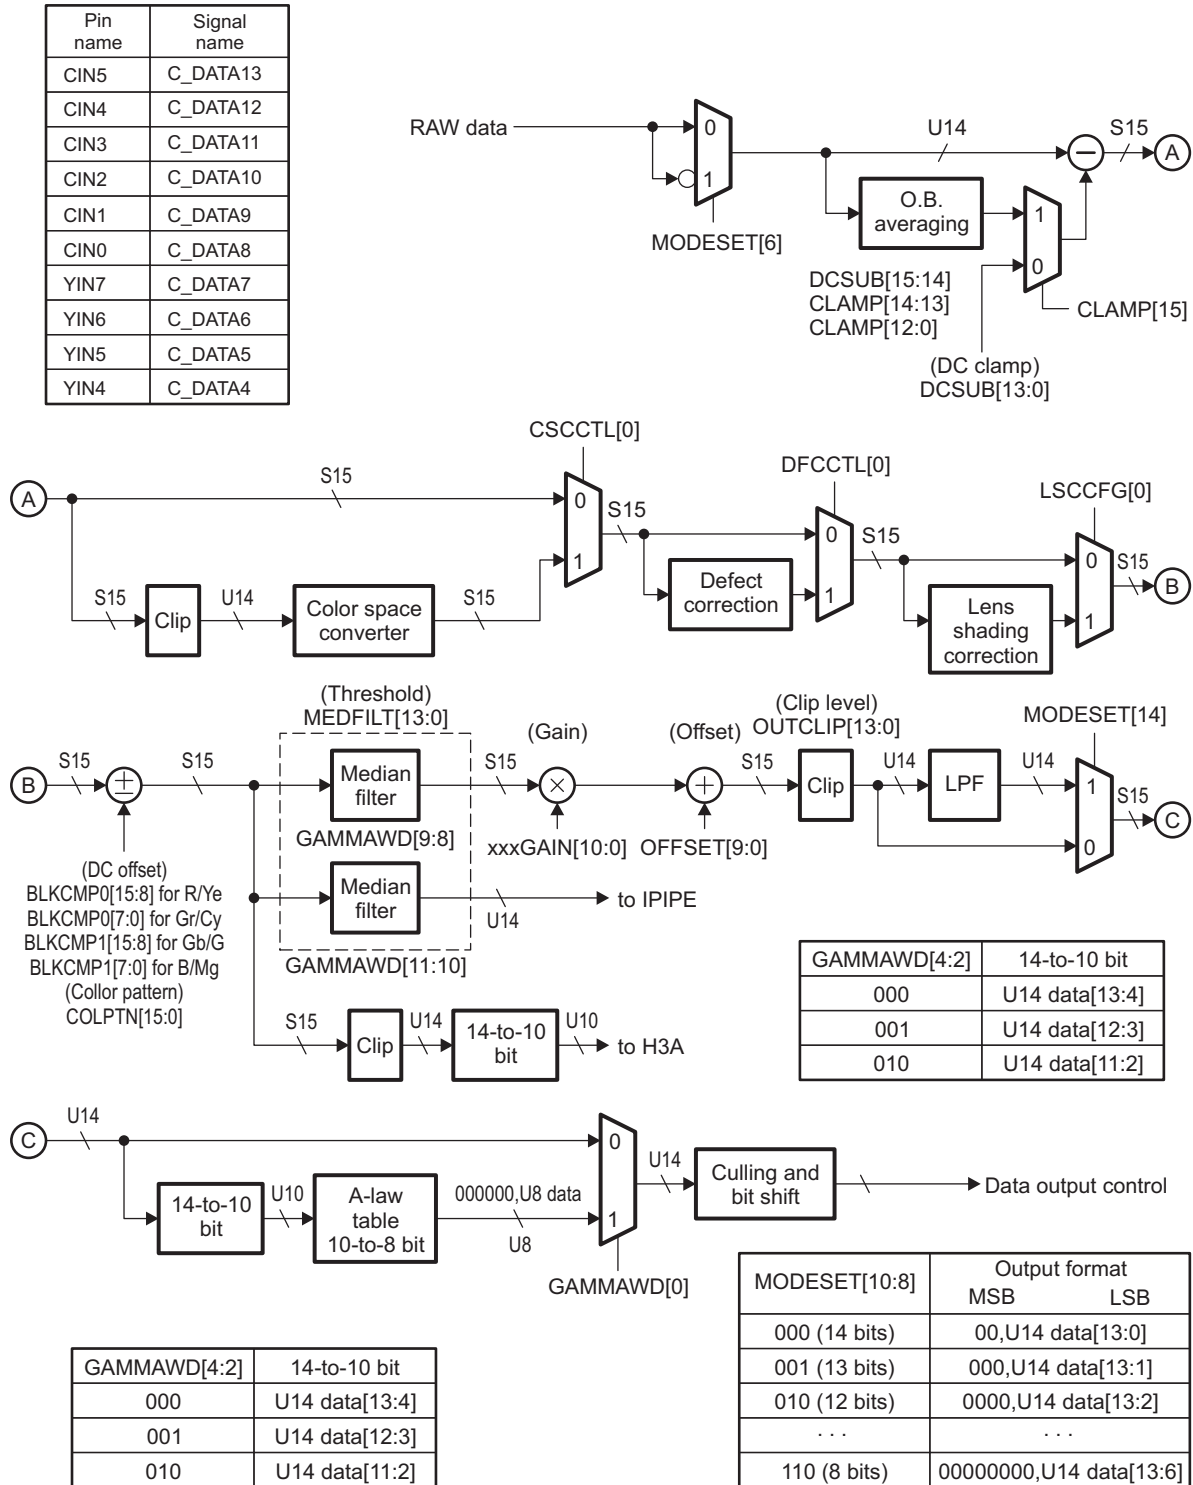 Pin name
Signal name
CIN5 C_DATA13
CIN4 C_DATA12
CIN3 C_DATA11
CIN2 C_DATA10
CIN1 C_DATA9
CIN0 C_DATA8
YIN7 C_DATA7
YIN6 C_DATA6
YIN5 C_DATA5
YIN4 C_DATA4
RAW data
0
1
MODESET[6]
U14
S15
−
A
O.B.
averaging
1
0
DCSUB[15:14]
CLAMP[14:13]
CLAMP[12:0]
CLAMP[15]
(DC clamp)
DCSUB[13:0]
CSCCTL[0]
DFCCTL[0]
LSCCFG[0]
A
S15
0
1
S15
S15
Clip
U14
Color space
converter
S15
Defect
correction
0
1
S15
Lens
shading
correction
0
1
S15
B
(Threshold)
MEDFILT[13:0]
(Gain)
(Offset)
(Clip level)
OUTCLIP[13:0]
MODESET[14]
B
S15
±
S15
Median
filter
S15
×
+
S15
Clip
U14
LPF
U14
1
0
S15
C
GAMMAWD[9:8]
xxxGAIN[10:0]
OFFSET[9:0]
(DC offset)
BLKCMP0[15:8] for R/Ye
BLKCMP0[7:0] for Gr/Cy
BLKCMP1[15:8] for Gb/G
BLKCMP1[7:0] for B/Mg
(Collor pattern)
COLPTN[15:0]
Median
filter
U14
to IPIPE
GAMMAWD[11:10]
S15
Clip
U14
14-to-10
bit
U10
to H3A
GAMMAWD[4:2] 14-to-10 bit
000 U14 data[13:4]
001 U14 data[12:3]
010 U14 data[11:2]
C
U14
0
1
14-to-10
bit
U10
A-law
table
10-to-8 bit
000000,U8 data
U8
GAMMAWD[0]
U14
Culling and
bit shift
Data output control
MODESET[10:8]
Output format
MSB LSB
000 (14 bits) 00,U14 data[13:0]
001 (13 bits) 000,U14 data[13:1]
010 (12 bits) 0000,U14 data[13:2]
. . . . . .
110 (8 bits) 00000000,U14 data[13:6]
GAMMAWD[4:2] 14-to-10 bit
000 U14 data[13:4]
001 U14 data[12:3]
010 U14 data[11:2]